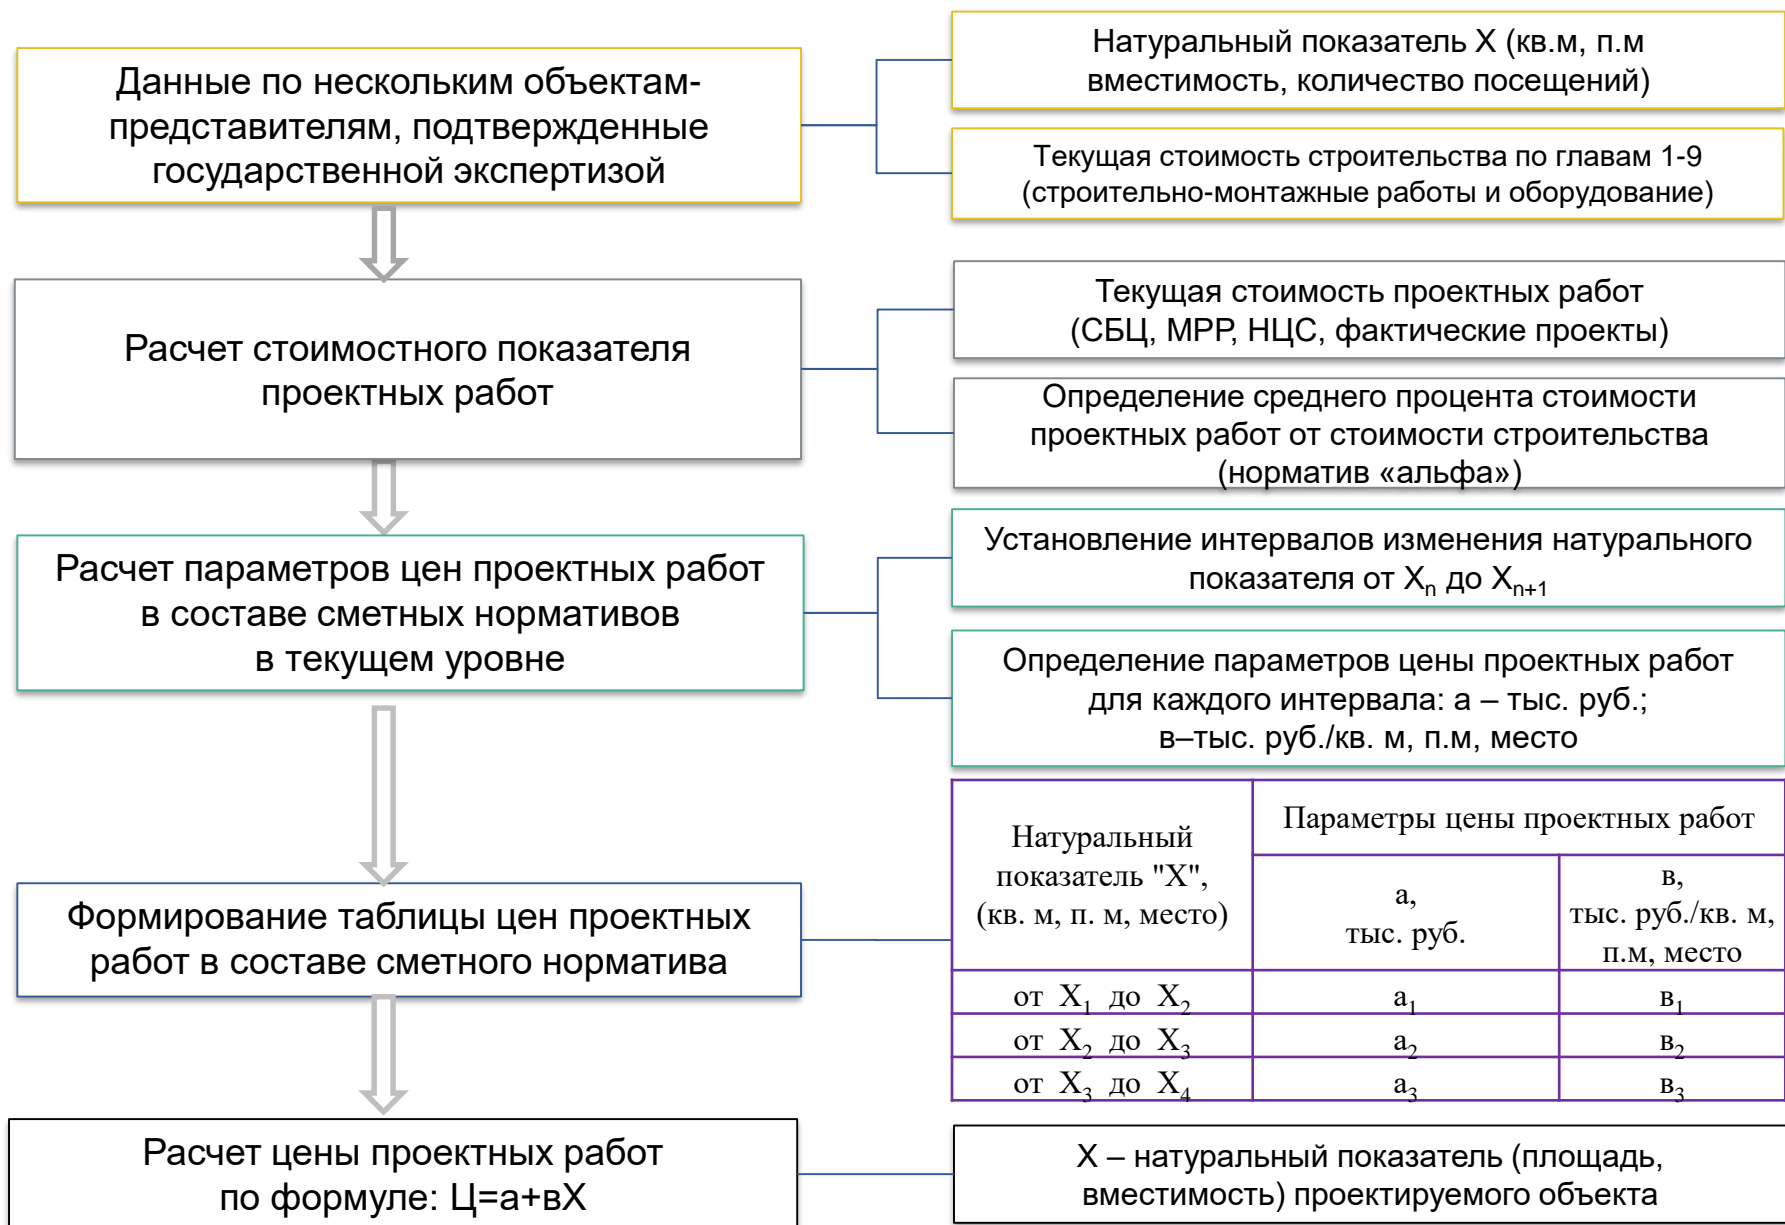 Данные по нескольким объектам-
представителям, подтвержденные
государственной экспертизой
Натуральный показатель X (кв.м, п.м
вместимость, количество посещений)
Текущая стоимость строительства по главам 1-9
(строительно-монтажные работы и оборудование)
Расчет стоимостного показателя
проектных работ
Текущая стоимость проектных работ
(СБЦ, МРР, НЦС, фактические проекты)
Определение среднего процента стоимости
проектных работ от стоимости строительства
(норматив «альфа»)
Расчет параметров цен проектных работ
в составе сметных нормативов
в текущем уровне
Установление интервалов изменения натурального
показателя от Xn до Xn+1
Определение параметров цены проектных работ
для каждого интервала: а – тыс. руб.;
в–тыс. руб./кв. м, п.м, место
Формирование таблицы цен проектных
работ в составе сметного норматива
Натуральный
показатель "X",
(кв. м, п. м, место)
Параметры цены проектных работ
а,
тыс. руб.
в,
тыс. руб./кв. м,
п.м, место
от X1 до X2 а1 в1
от X2 до X3 а2 в2
от X3 до X4 а3 в3
Расчет цены проектных работ
по формуле: Ц=а+вХ
Х – натуральный показатель (площадь,
вместимость) проектируемого объекта